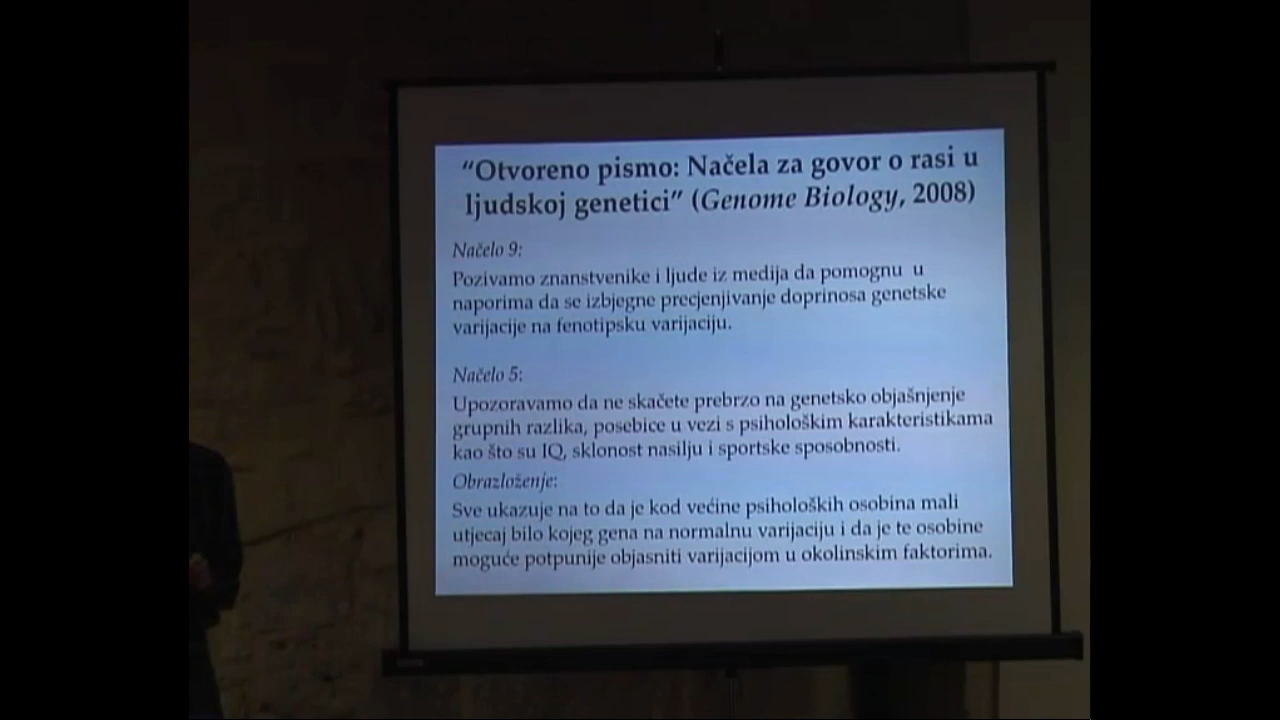 “Otvoreno pismo: Načela za govor o rasi u
ljudskoj genetici” (Genome Biology, 2008)
Načelo 9:
Pozivamo znanstvenike i ljude iz medija da pomognu u
naporima da se izbjegne precjenjivanje doprinosa genetske
varijacije na fenotipsku varijaciju.
Načelo 5:
Upozoravamo da ne skačete prebrzo na genetsko objašnjenje
grupnih razlika, posebice u vezi s psihološkim karakteristikama
kao što su IQ, sklonost nasilju i sportske sposobnosti.
Obrazloženje:
Sve ukazuje na to da je kod većine psiholoških osobina mali
utjecaj bilo kojeg gena na normalnu varijaciju i da je te osobine
moguće potpunije objasniti varijacijom u okolinskim faktorima.